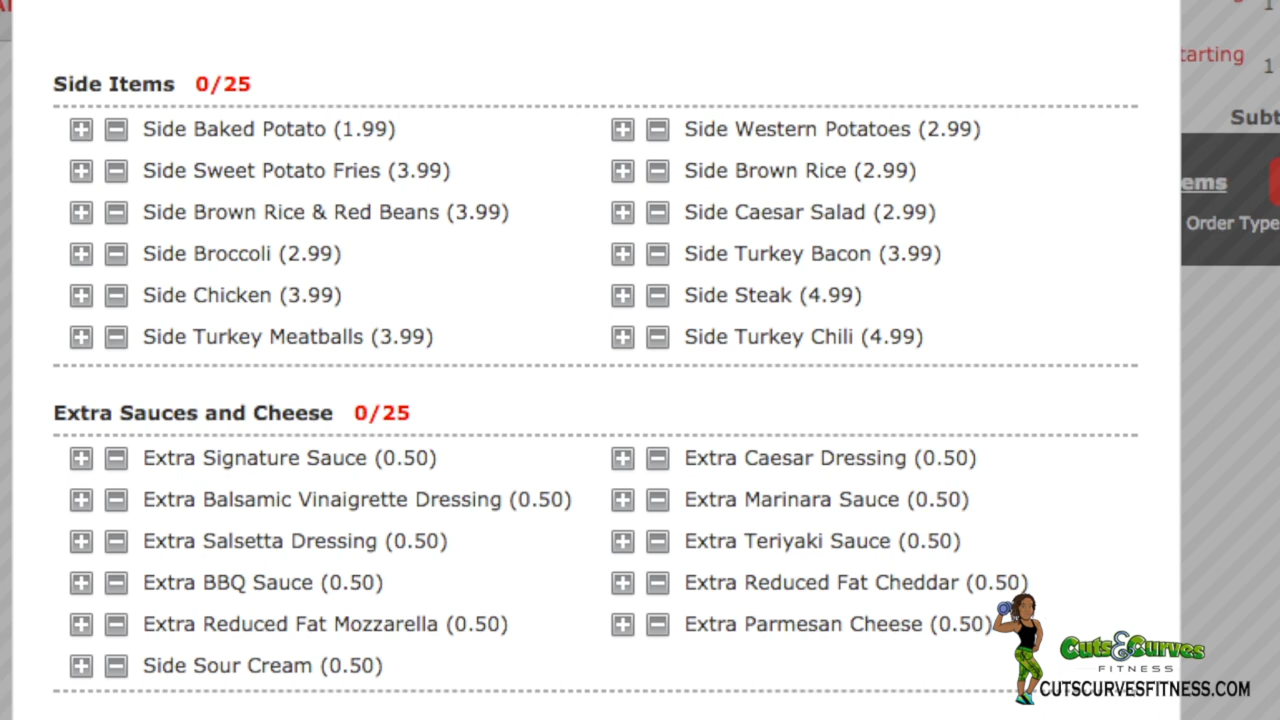 Side Items 0/25
Side Baked Potato (1.99)
Side Western Potatoes (2.99)
Side Sweet Potato Fries (3.99)
Side Brown Rice (2.99)
Side Brown Rice & Red Beans (3.99)
Side Caesar Salad (2.99)
Side Broccoli (2.99)
Side Turkey Bacon (3.99)
Side Chicken (3.99)
Side Steak (4.99)
Side Turkey Meatballs (3.99)
Side Turkey Chili (4.99)
Extra Sauces and Cheese 0/25
Extra Signature Sauce (0.50)
Extra Caesar Dressing (0.50)
Extra Balsamic Vinaigrette Dressing (0.50)
Extra Marinara Sauce (0.50)
Extra Salsetta Dressing (0.50)
Extra Teriyaki Sauce (0.50)
Extra BBQ Sauce (0.50)
Extra Reduced Fat Cheddar (0.50)
Extra Reduced Fat Mozzarella (0.50)
Extra Parmesan Cheese (0.50)
Side Sour Cream (0.50)
tarting
1
Subt
ems
Order Type
Cuts&Curves
FITNESS
CUTSCURVESFITNESS.COM